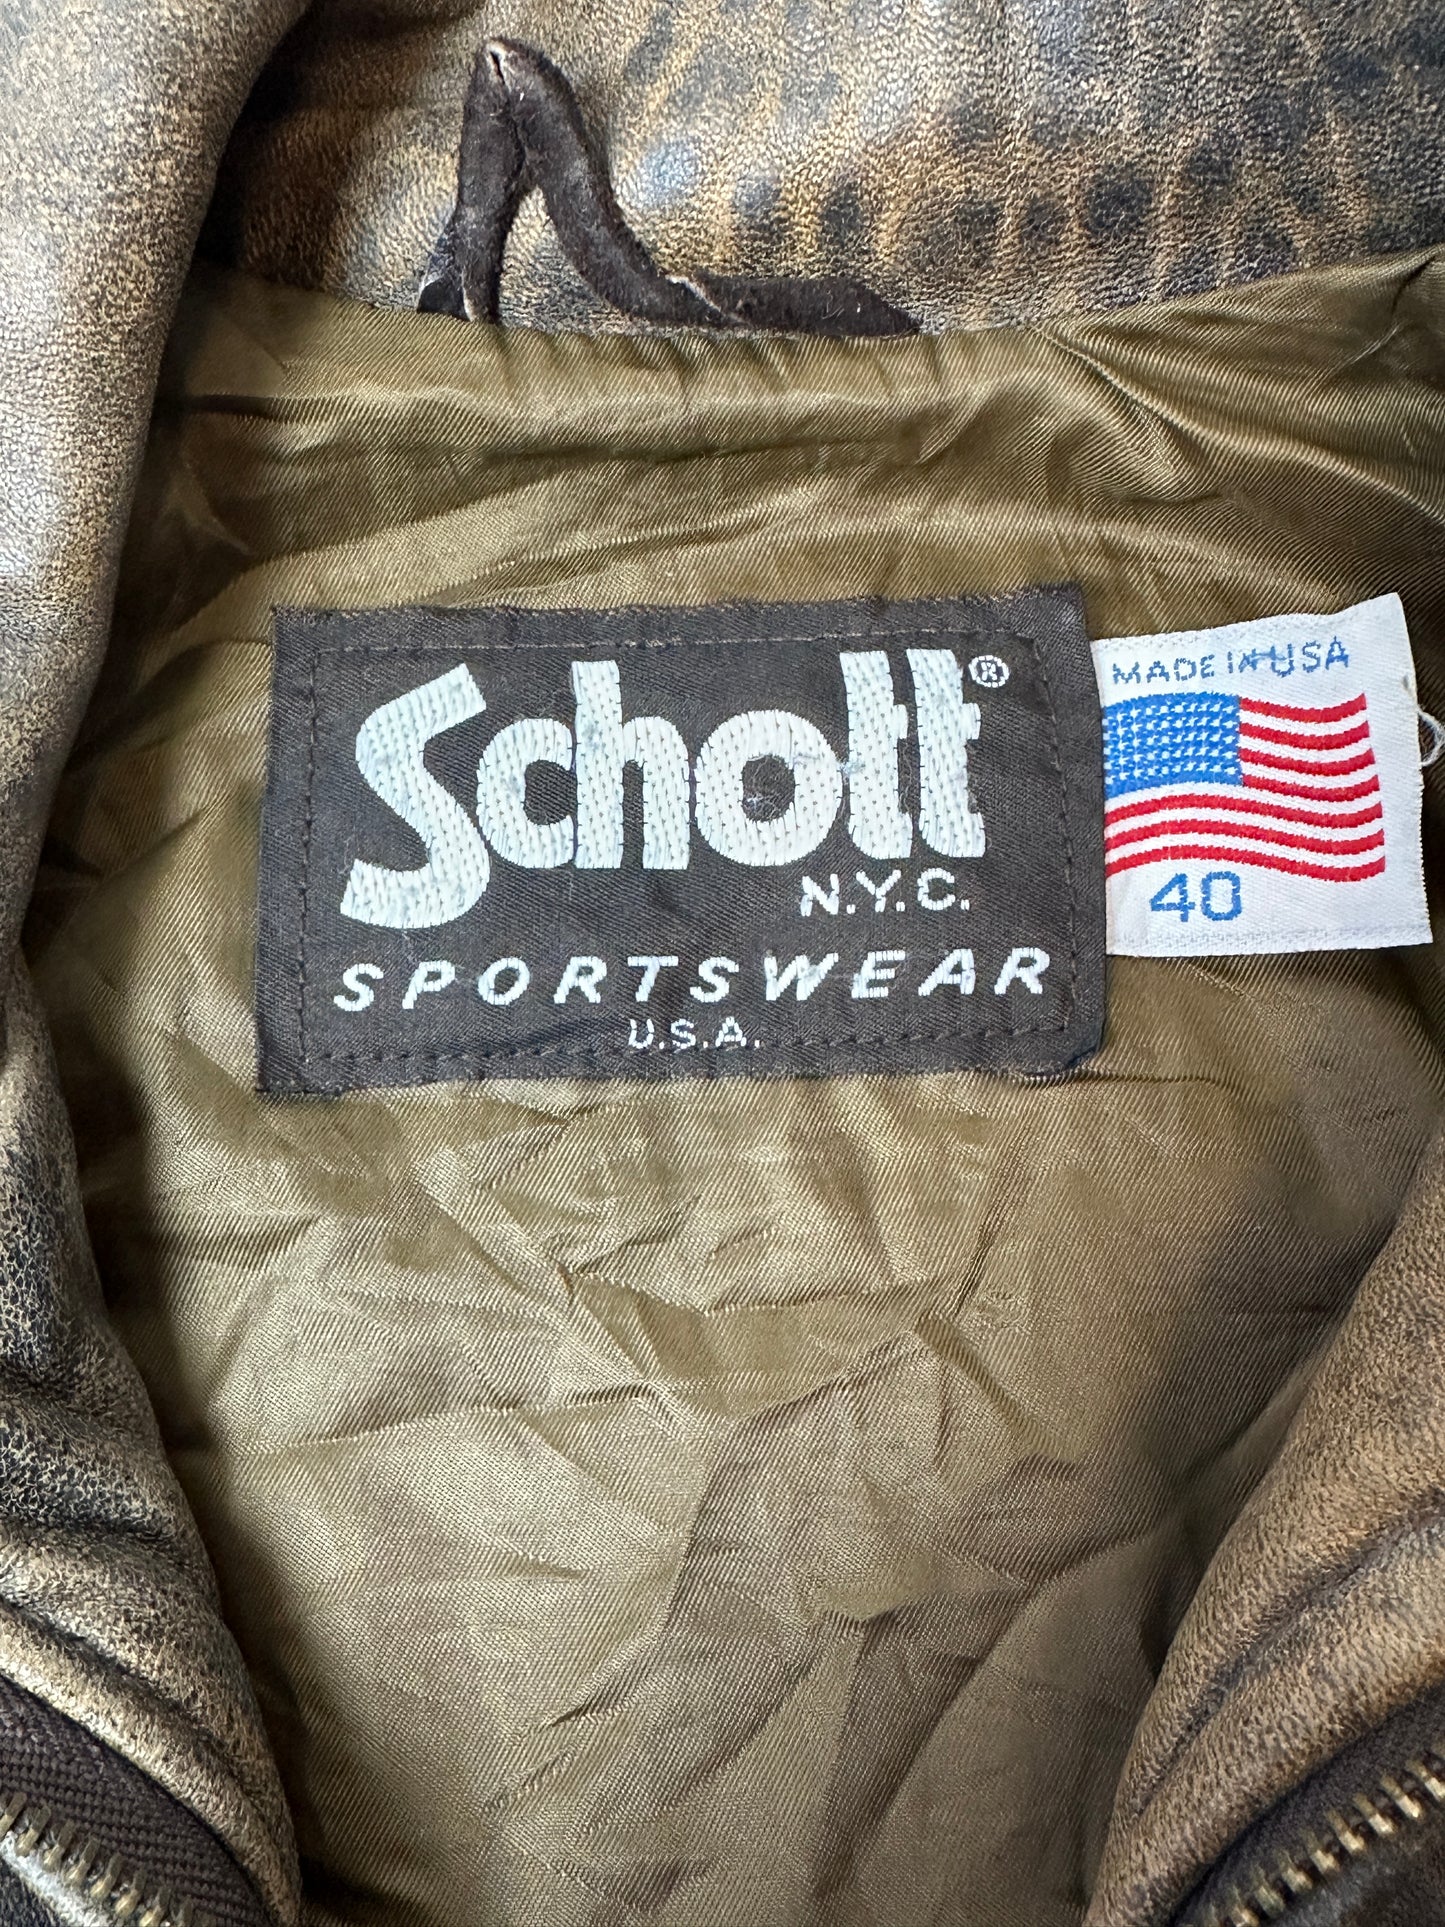 Schott®
N.Y.C.
SPORTSWEAR
U.S.A.
MADE IN USA
40